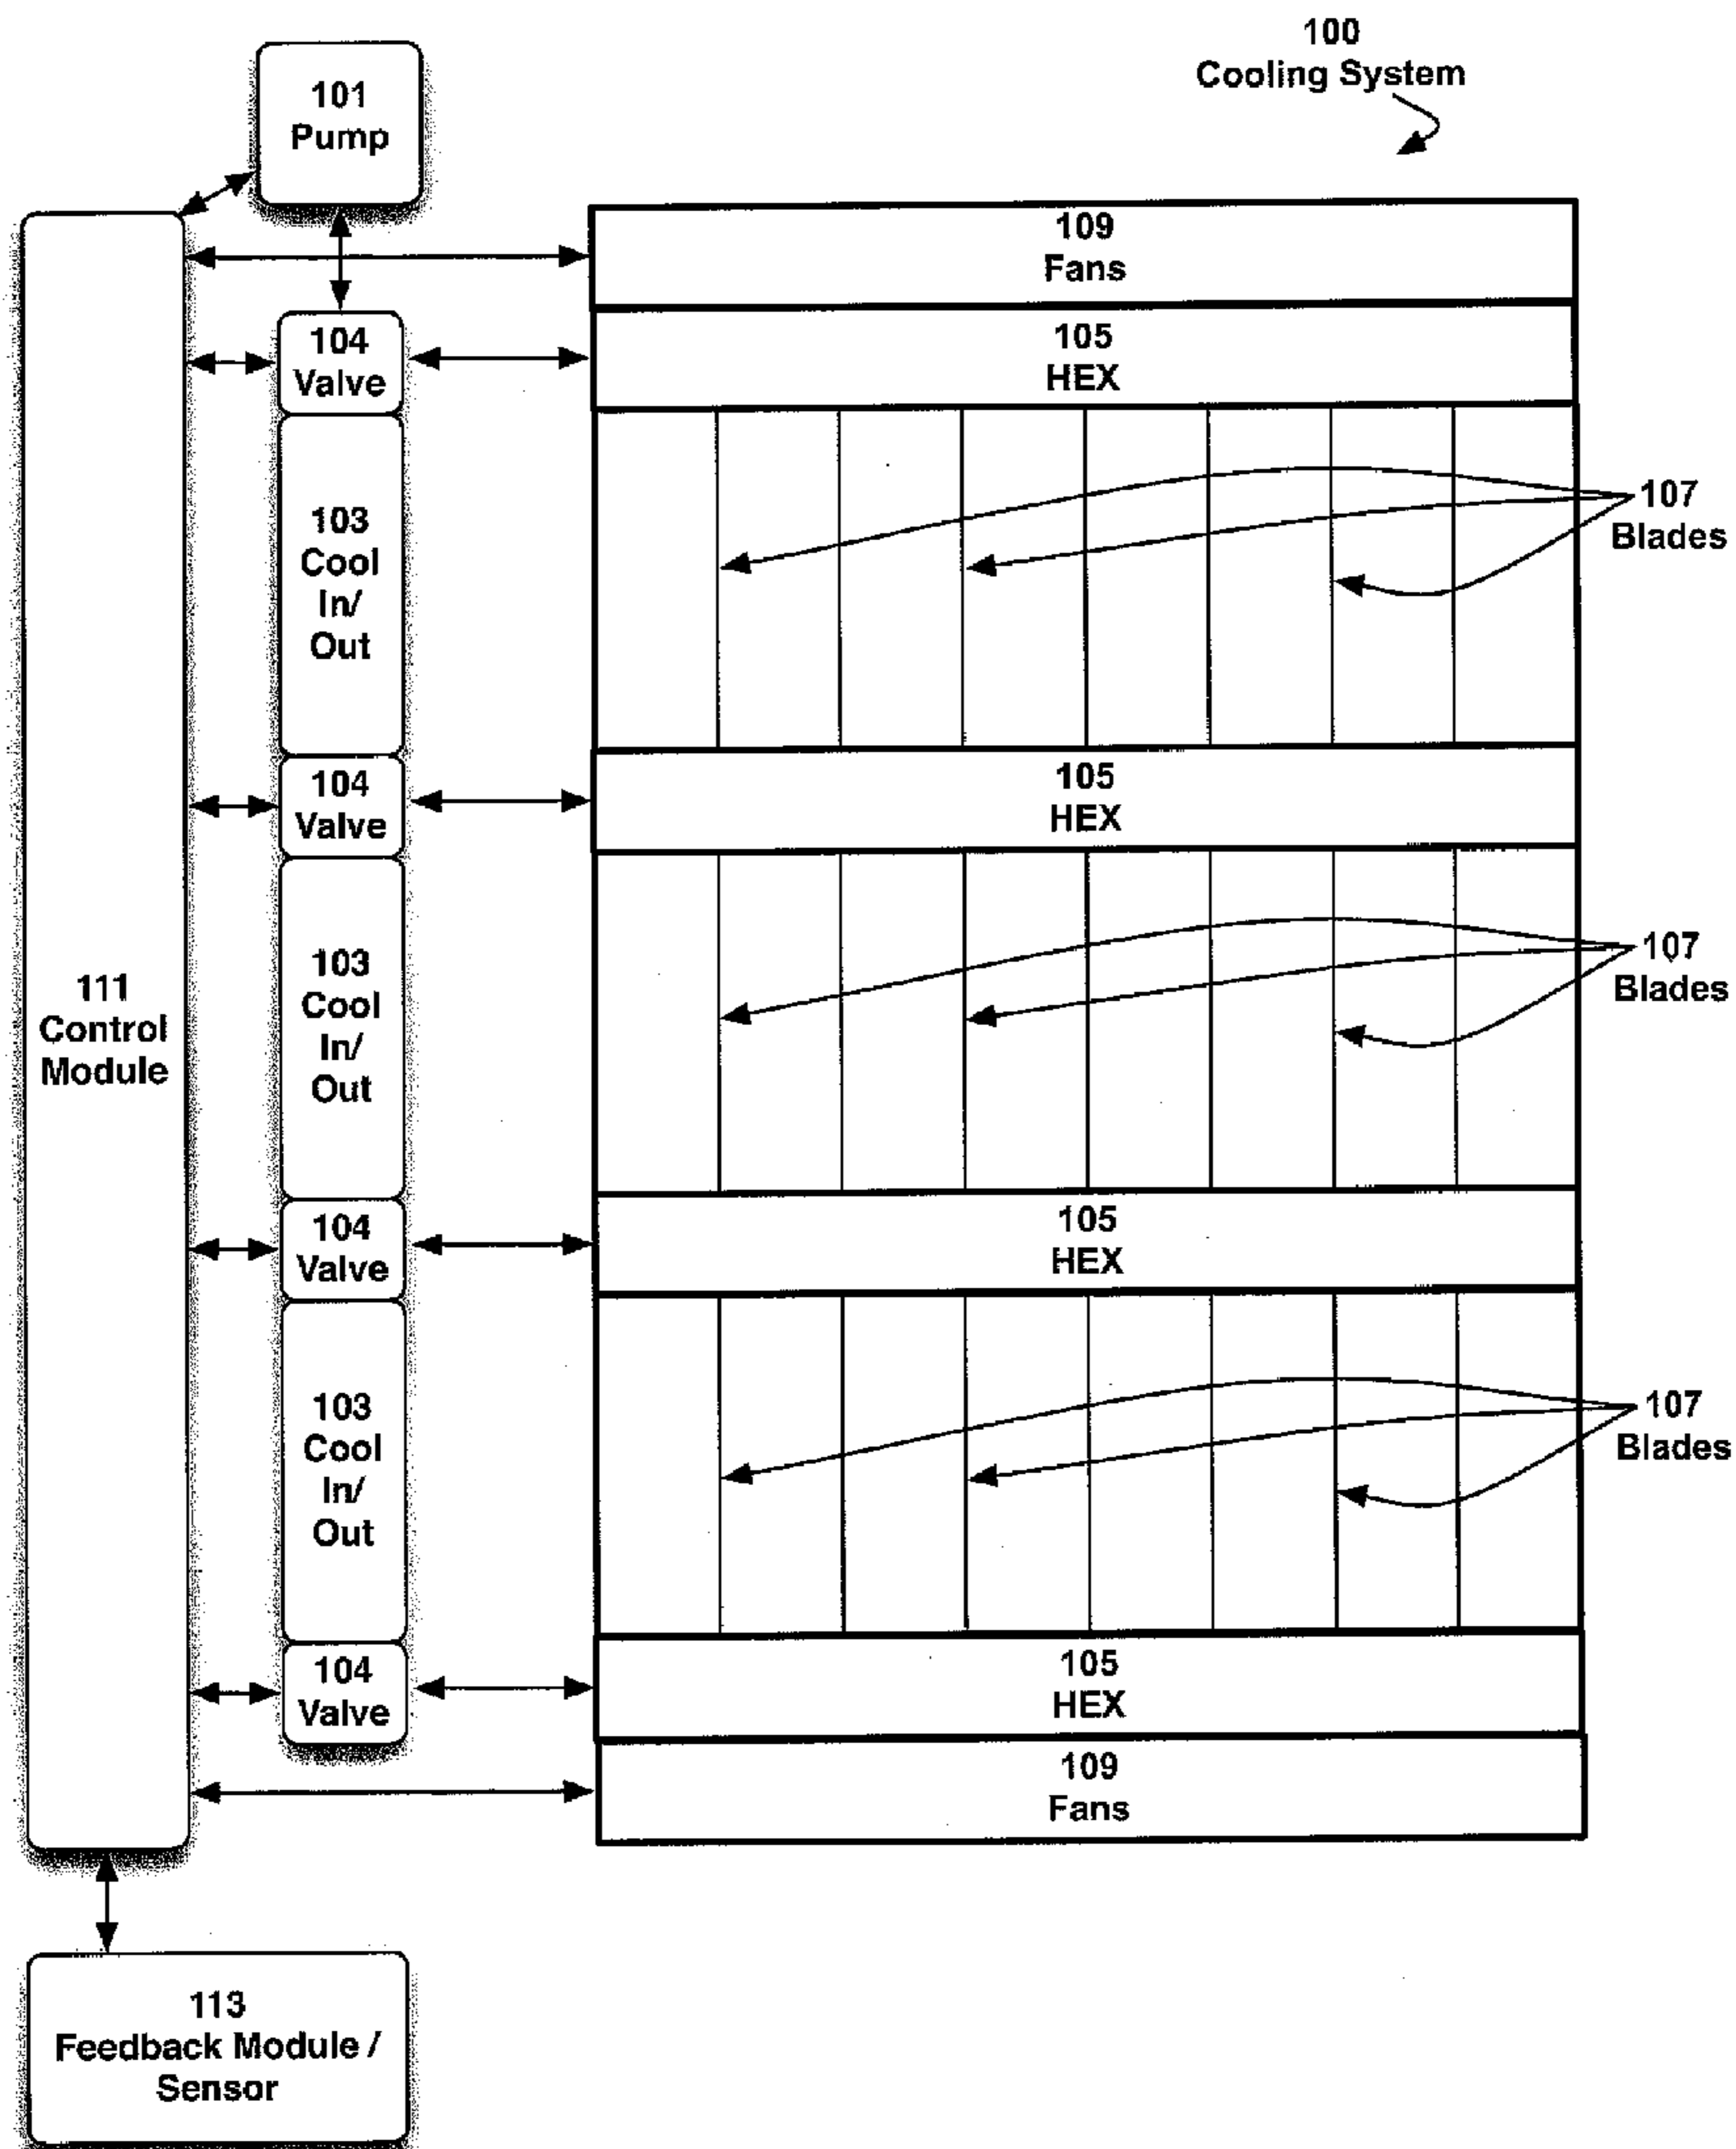 100
Cooling System
101
Pump
109
Fans
104
Valve
105
HEX
103
Cool
In/
Out
107
Blades
104
Valve
105
HEX
111
Control
Module
103
Cool
In/
Out
107
Blades
104
Valve
105
HEX
103
Cool
In/
Out
107
Blades
104
Valve
105
HEX
109
Fans
113
Feedback Module /
Sensor